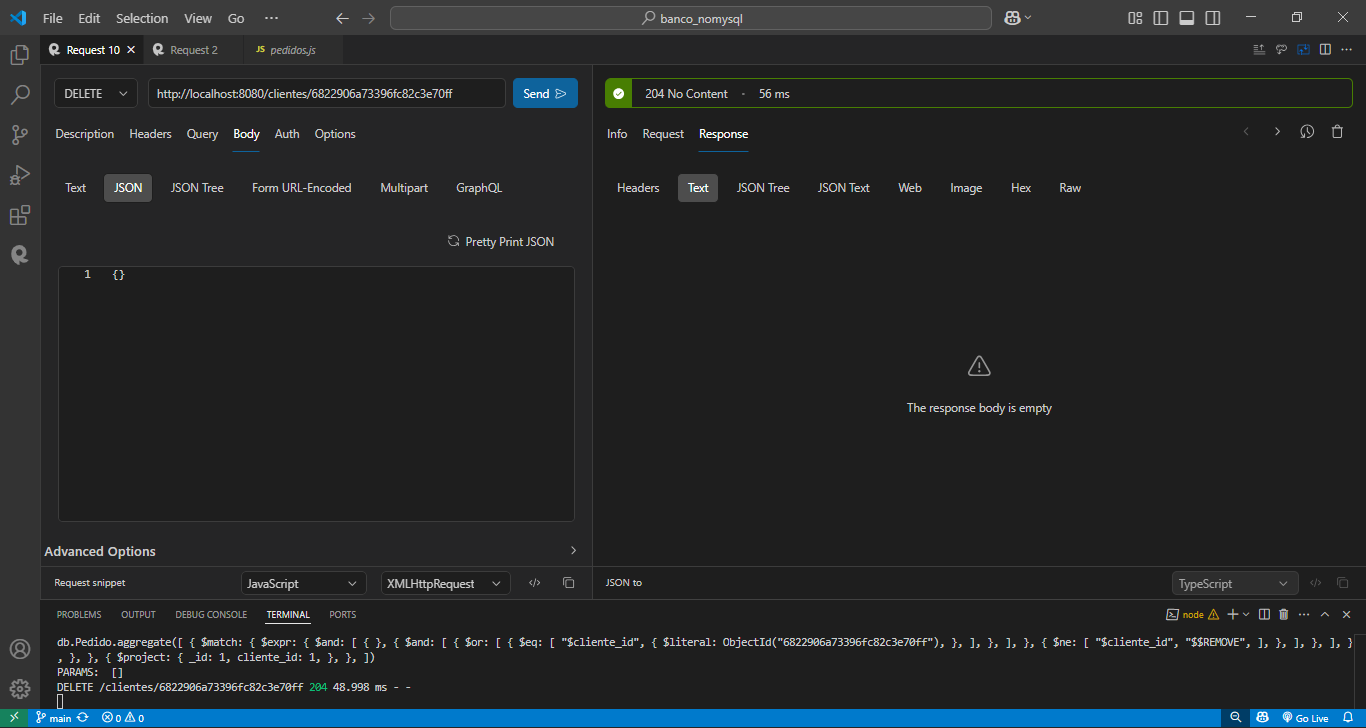 File Edit Selection View Go ··· banco_nomysql
Request 10 Request 2 JS pedidos.js
DELETE http://localhost:8080/clientes/6822906a73396fc82c3e70ff Send
204 No Content - 56 ms
Description Headers Query Body Auth Options
Info Request Response
Text JSON JSON Tree Form URL-Encoded Multipart GraphQL
Headers Text JSON Tree JSON Text Web Image Hex Raw
Pretty Print JSON
1 {}
The response body is empty
Advanced Options
Request snippet JavaScript XMLHttpRequest
JSON to TypeScript
PROBLEMS OUTPUT DEBUG CONSOLE TERMINAL PORTS node
db.Pedido.aggregate([ { $match: { $expr: { $and: [ { }, { $and: [ { $or: [ { $eq: [ "$cliente_id", { $literal: ObjectId("6822906a73396fc82c3e70ff"), }, ], }, ], }, { $ne: [ "$cliente_id", "$$REMOVE", ], }, ], }, ], }
, }, }, { $project: { _id: 1, cliente_id: 1, }, }, ])
PARAMS: []
DELETE /clientes/6822906a73396fc82c3e70ff 204 48.998 ms - -
main 0 0 Go Live